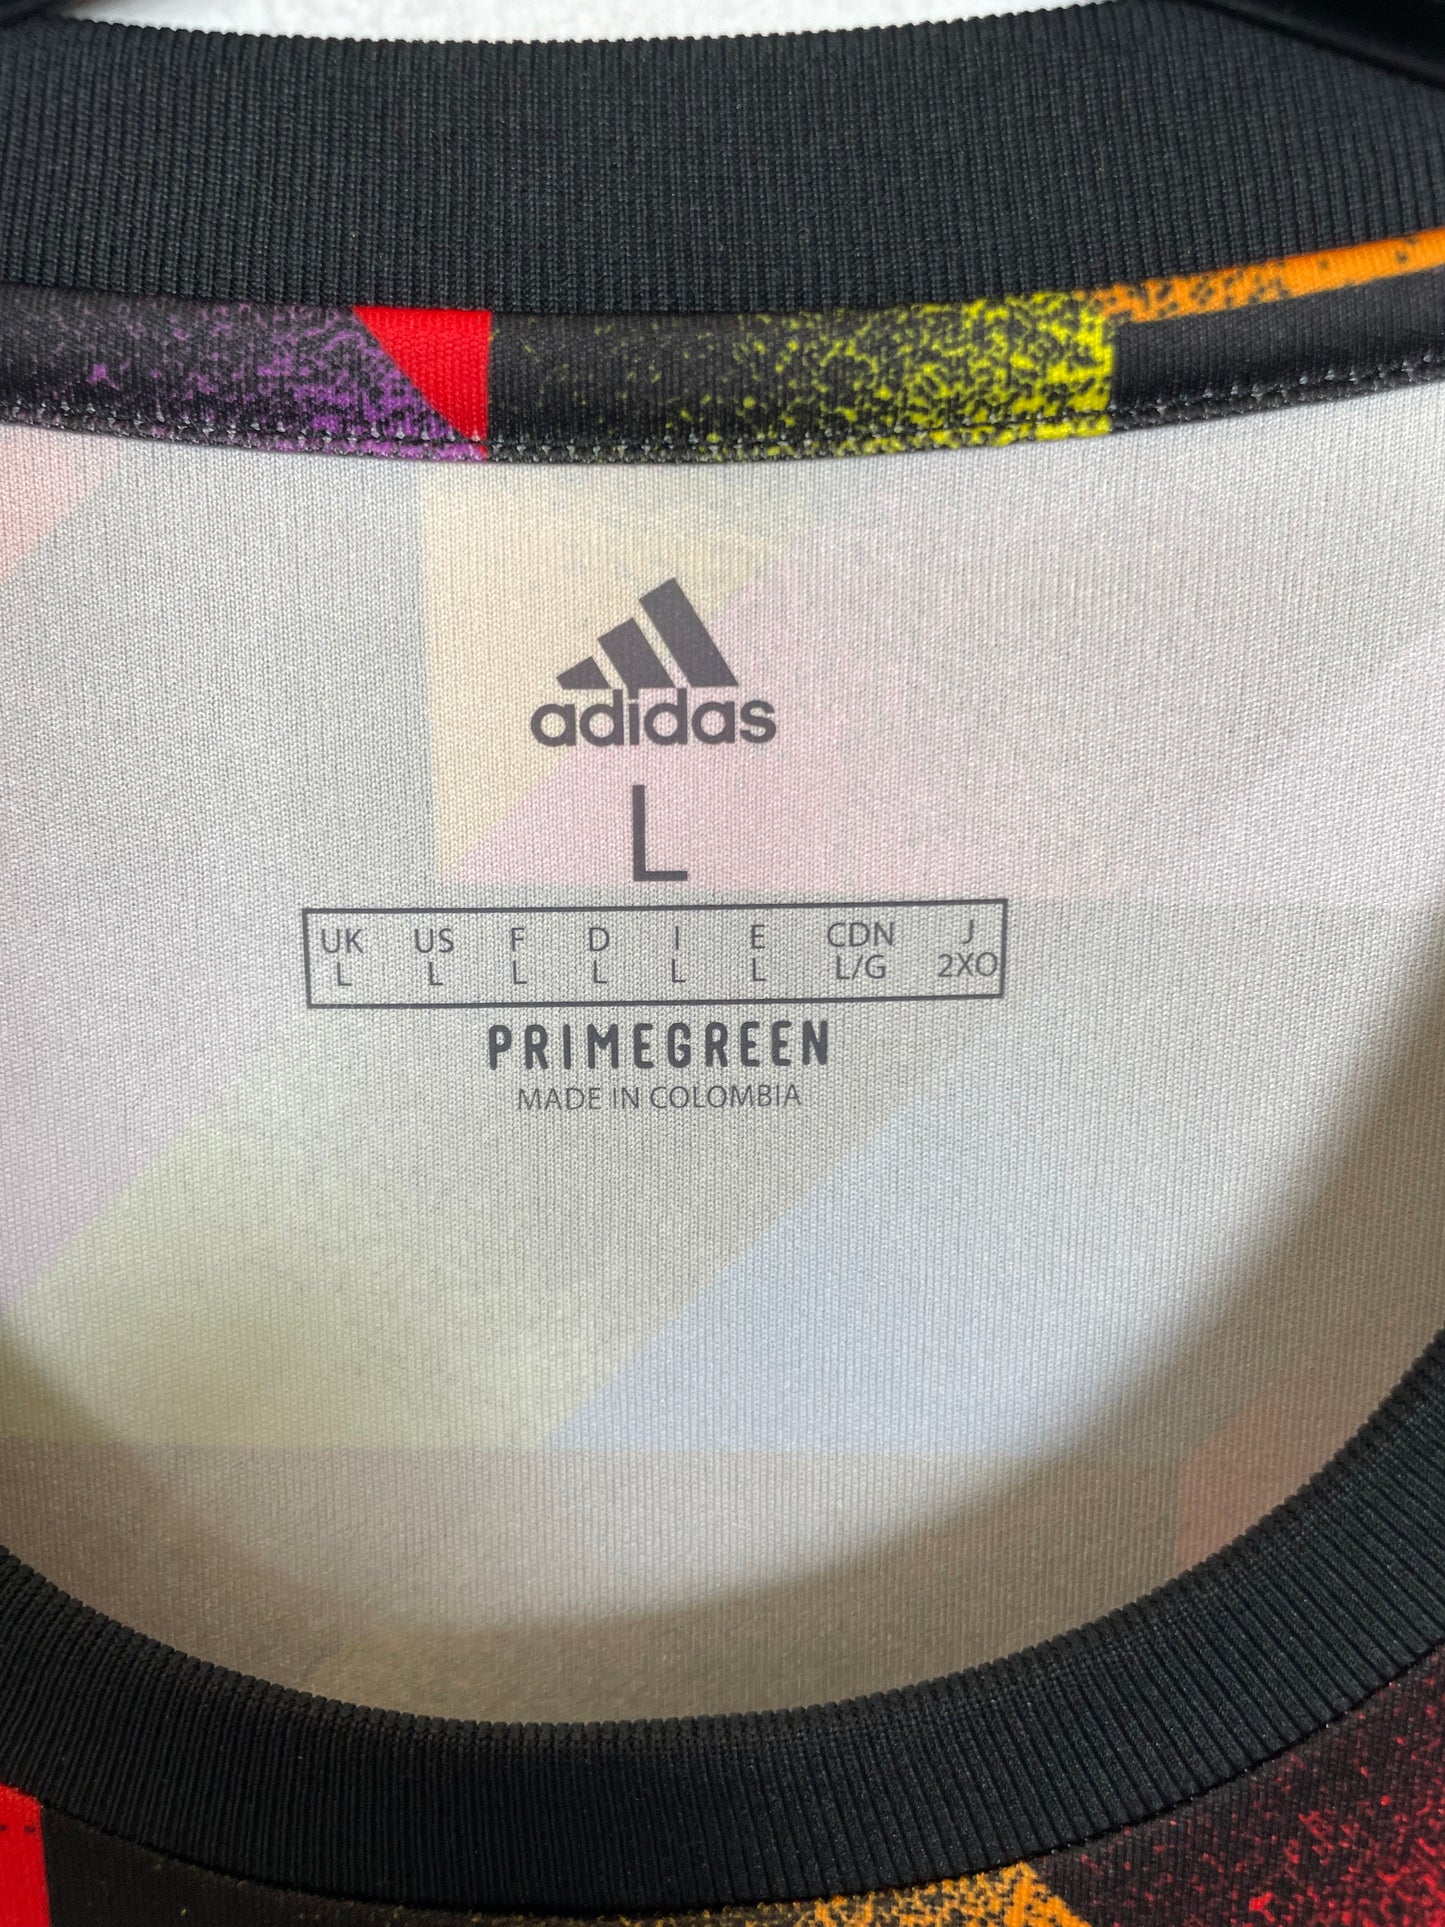 adidas
L
UK US F D I E CDN J
L L L L L L L/G 2XO
PRIMEGREEN
MADE IN COLOMBIA